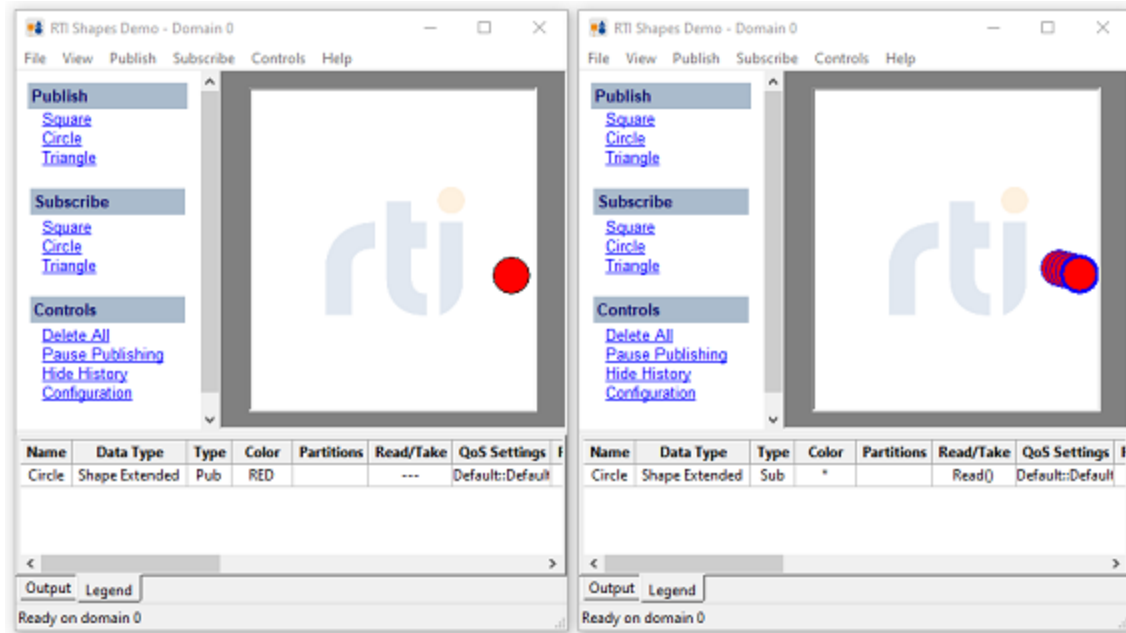 RTI Shapes Demo - Domain 0
File View Publish Subscribe Controls Help
Publish
Square
Circle
Triangle
Subscribe
Square
Circle
Triangle
Controls
Delete All
Pause Publishing
Hide History
Configuration
rti
Name Data Type Type Color Partitions Read/Take QoS Settings
Circle Shape Extended Pub RED --- Default::Default
Output Legend
Ready on domain 0
RTI Shapes Demo - Domain 0
File View Publish Subscribe Controls Help
Publish
Square
Circle
Triangle
Subscribe
Square
Circle
Triangle
Controls
Delete All
Pause Publishing
Hide History
Configuration
rti
Name Data Type Type Color Partitions Read/Take QoS Settings
Circle Shape Extended Sub * Read() Default::Default
Output Legend
Ready on domain 0